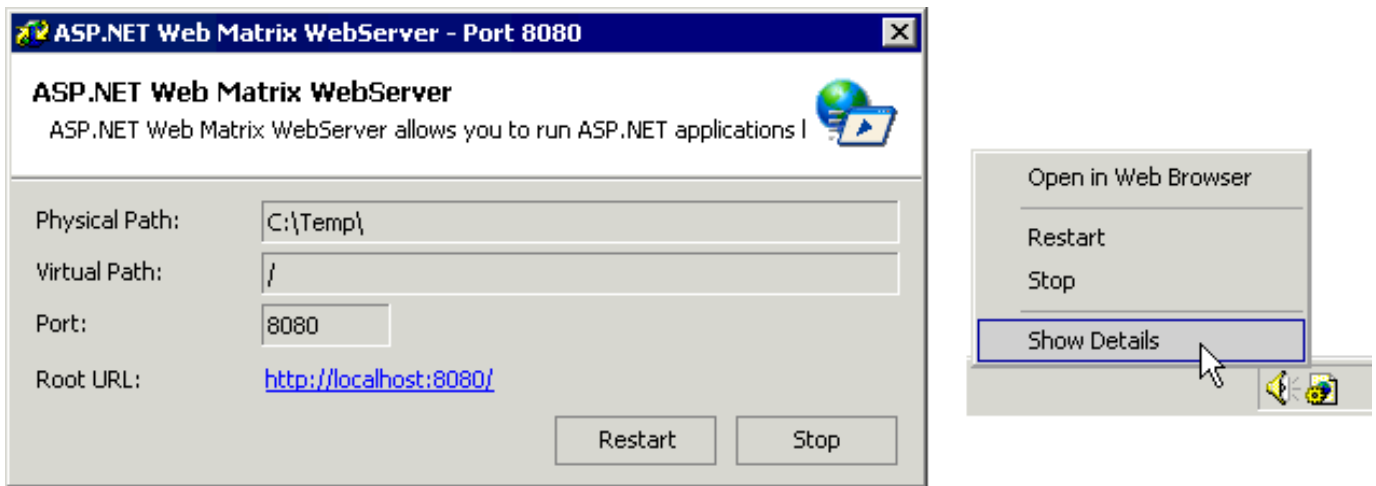 ASP.NET Web Matrix WebServer - Port 8080
ASP.NET Web Matrix WebServer
ASP.NET Web Matrix WebServer allows you to run ASP.NET applications l
Physical Path: C:\Temp\
Virtual Path: /
Port: 8080
Root URL: http://localhost:8080/
Restart Stop
Open in Web Browser
Restart
Stop
Show Details